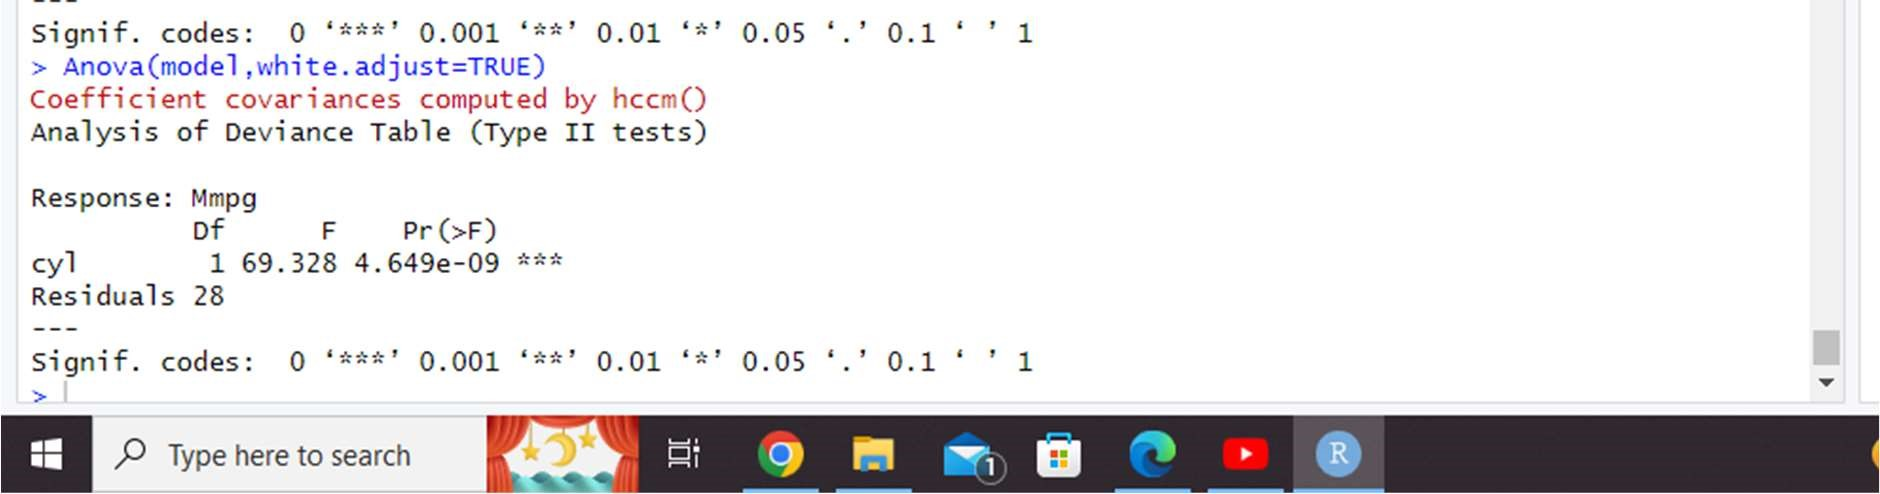 ---
Signif. codes:  0 ‘***’ 0.001 ‘**’ 0.01 ‘*’ 0.05 ‘.’ 0.1 ‘ ’ 1
> Anova(model,white.adjust=TRUE)
Coefficient covariances computed by hccm()
Analysis of Deviance Table (Type II tests)

Response: Mmpg
          Df      F    Pr(>F)
cyl        1 69.328 4.649e-09 ***
Residuals 28
---
Signif. codes:  0 ‘***’ 0.001 ‘**’ 0.01 ‘*’ 0.05 ‘.’ 0.1 ‘ ’ 1
>
Type here to search
1
R